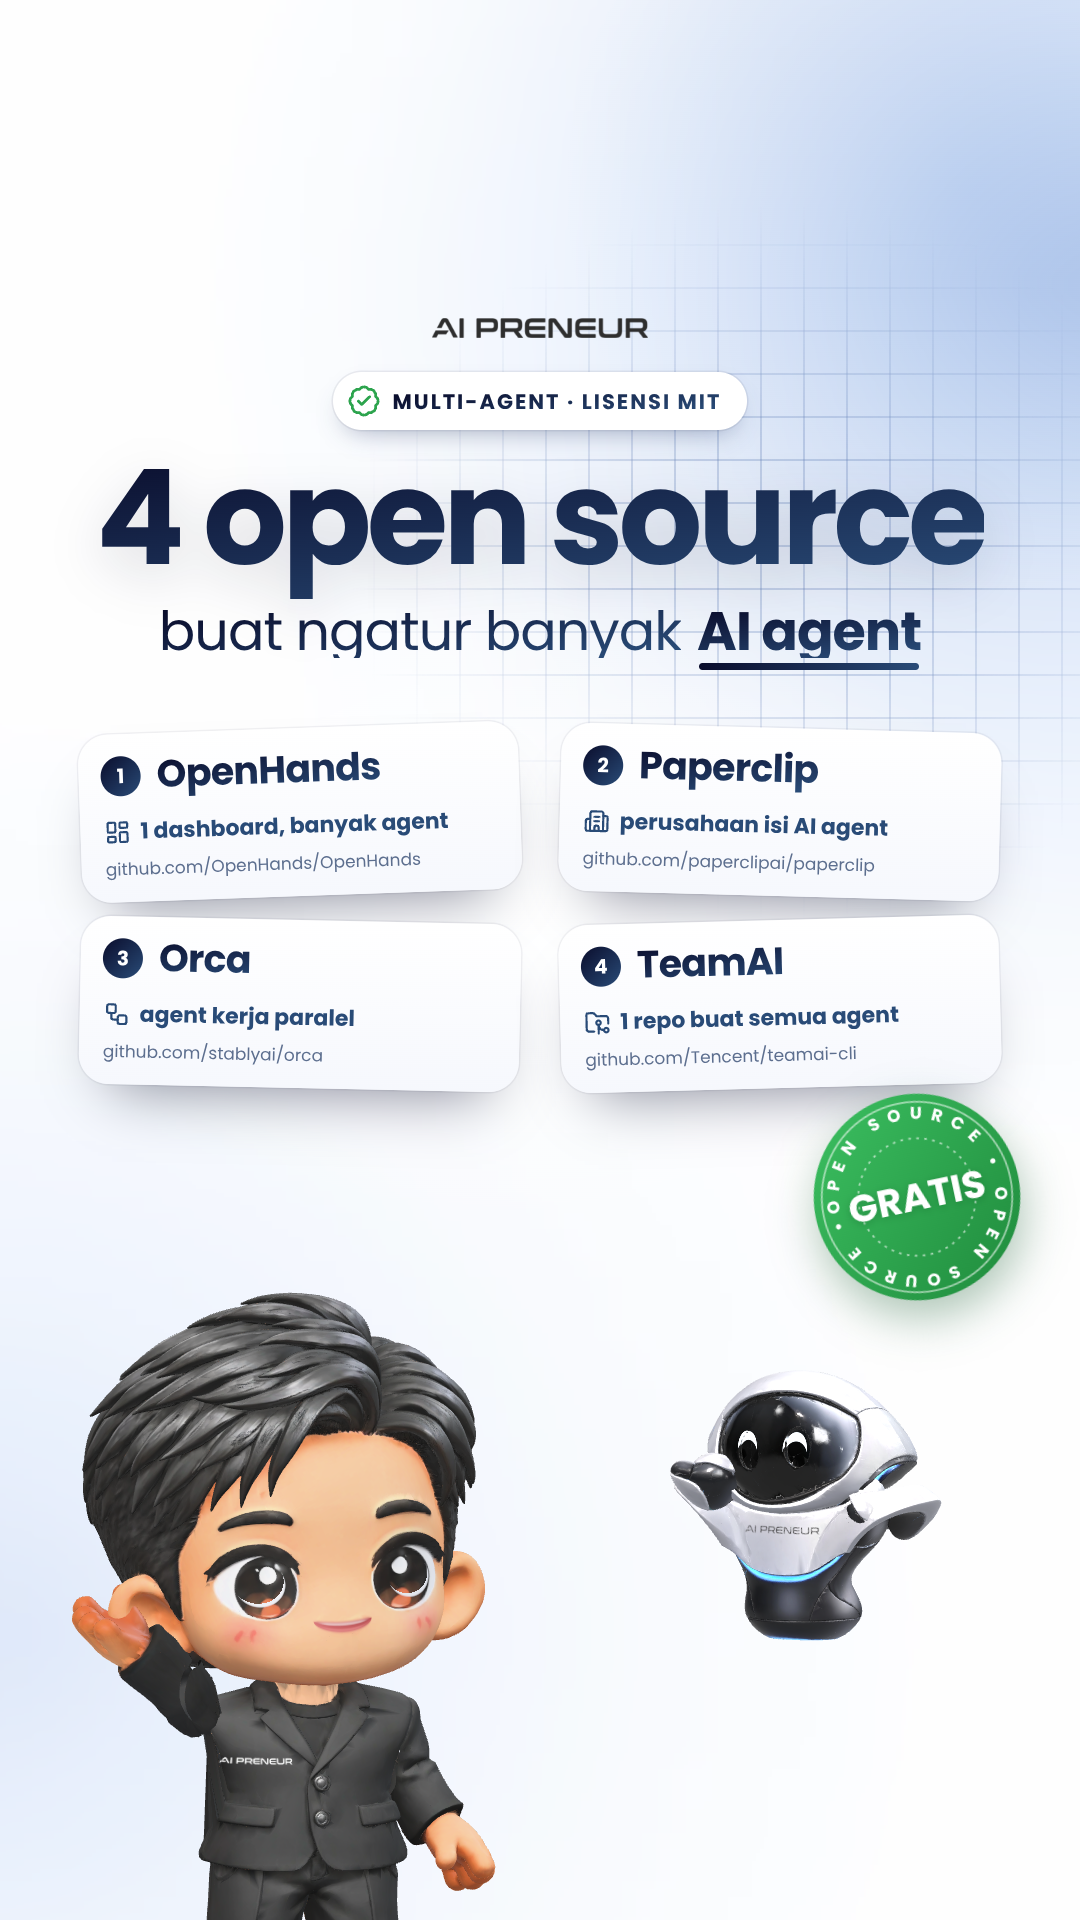 AI PRENEUR
MULTI-AGENT · LISENSI MIT
4 open source
buat ngatur banyak AI agent
1 OpenHands
1 dashboard, banyak agent
github.com/OpenHands/OpenHands
2 Paperclip
perusahaan isi AI agent
github.com/paperclipai/paperclip
3 Orca
agent kerja paralel
github.com/stablyai/orca
4 TeamAI
1 repo buat semua agent
github.com/Tencent/teamai-cli
OPEN SOURCE • OPEN SOURCE •
GRATIS
AI PRENEUR
AI PRENEUR